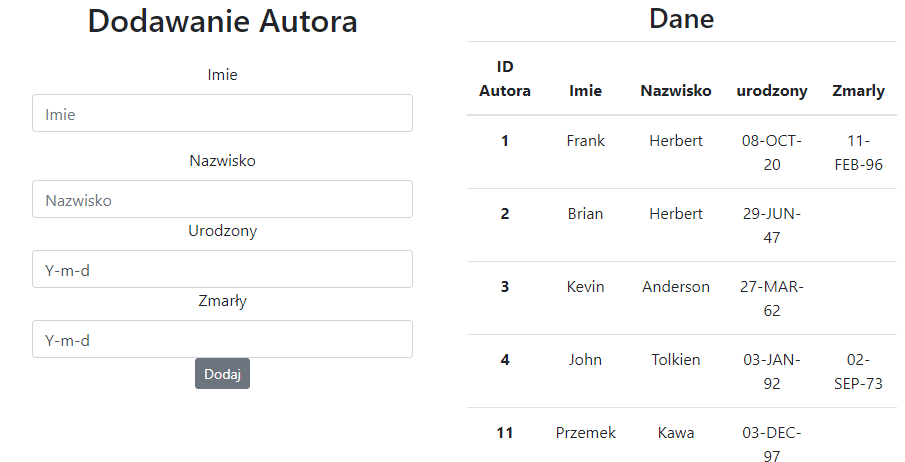 Dodawanie Autora
Imie
Imie
Nazwisko
Nazwisko
Urodzony
Y-m-d
Zmarły
Y-m-d
Dodaj
Dane
ID
Autora Imie Nazwisko urodzony Zmarly
1 Frank Herbert 08-OCT- 11-
20 FEB-96
2 Brian Herbert 29-JUN-
47
3 Kevin Anderson 27-MAR-
62
4 John Tolkien 03-JAN- 02-
92 SEP-73
11 Przemek Kawa 03-DEC-
97